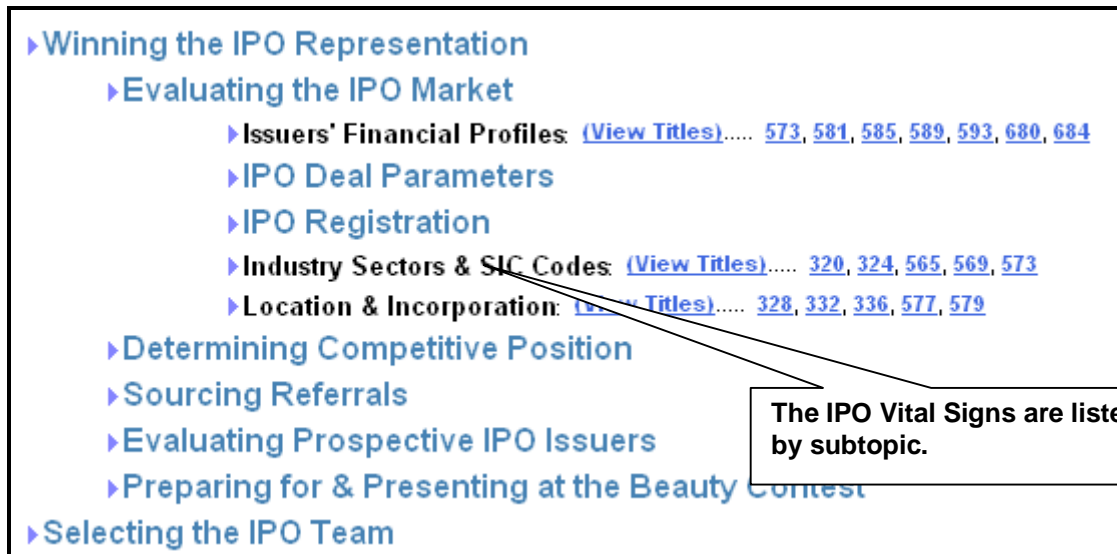 Winning the IPO Representation
Evaluating the IPO Market
Issuers' Financial Profiles: (View Titles)..... 573, 581, 585, 589, 593, 680, 684
IPO Deal Parameters
IPO Registration
Industry Sectors & SIC Codes: (View Titles)..... 320, 324, 565, 569, 573
Location & Incorporation: (View Titles)..... 328, 332, 336, 577, 579
Determining Competitive Position
Sourcing Referrals
The IPO Vital Signs are liste
by subtopic.
Evaluating Prospective IPO Issuers
Preparing for & Presenting at the Beauty Contest
Selecting the IPO Team